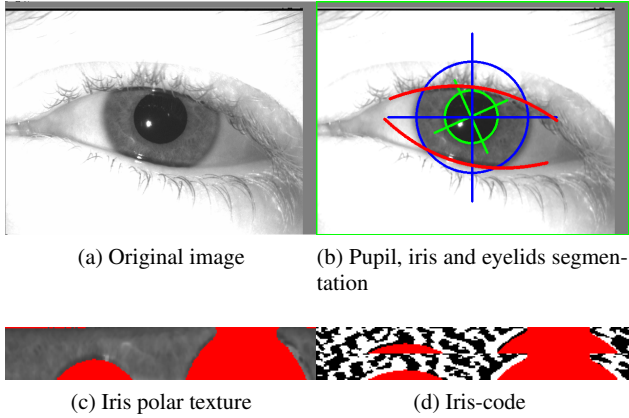 (a) Original image
(b) Pupil, iris and eyelids segmen-
tation
(c) Iris polar texture
(d) Iris-code